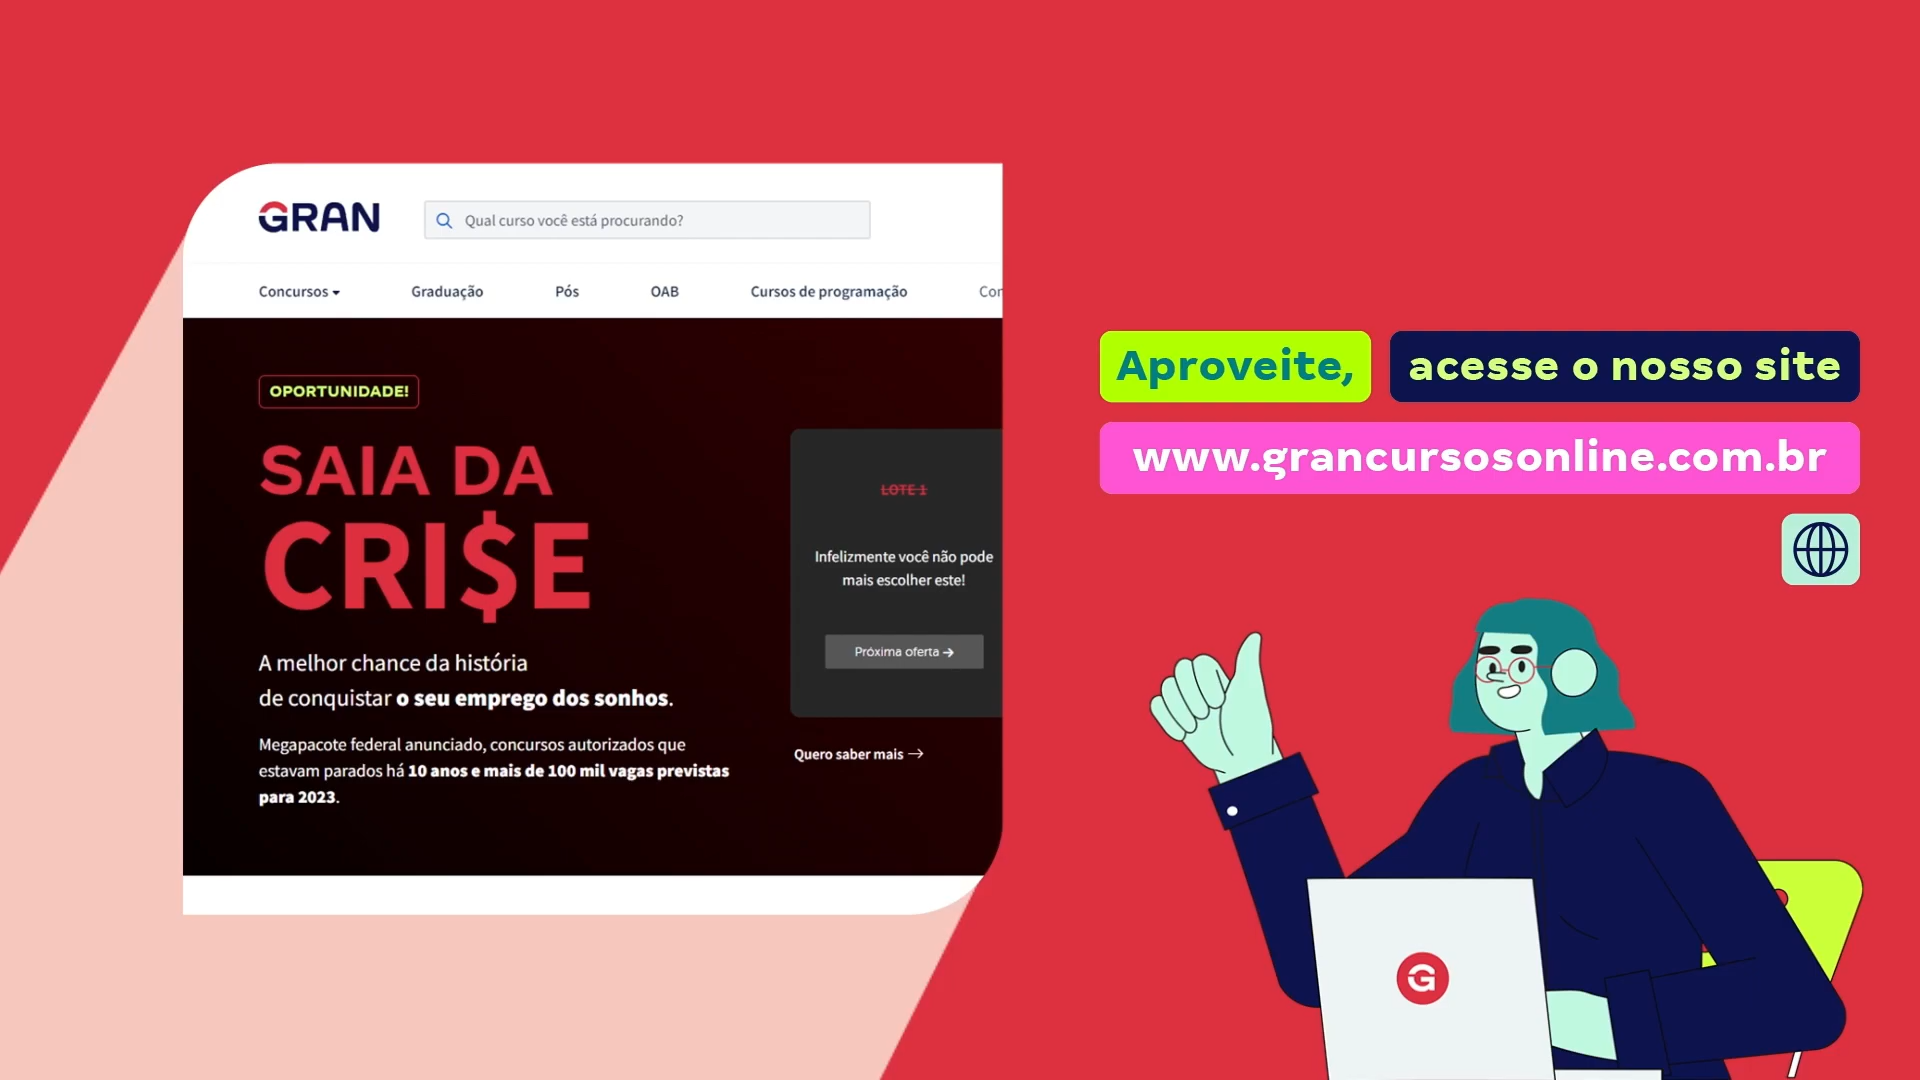 GRAN
Qual curso você está procurando?
Concursos
Graduação
Pós
OAB
Cursos de programação
OPORTUNIDADE!
SAIA DA
CRI$E
A melhor chance da história
de conquistar o seu emprego dos sonhos.
Megapacote federal anunciado, concursos autorizados que
estavam parados há 10 anos e mais de 100 mil vagas previstas
para 2023.
LOTE 1
Infelizmente você não pode
mais escolher este!
Próxima oferta →
Quero saber mais →
Aproveite, acesse o nosso site
www.grancursosonline.com.br
G